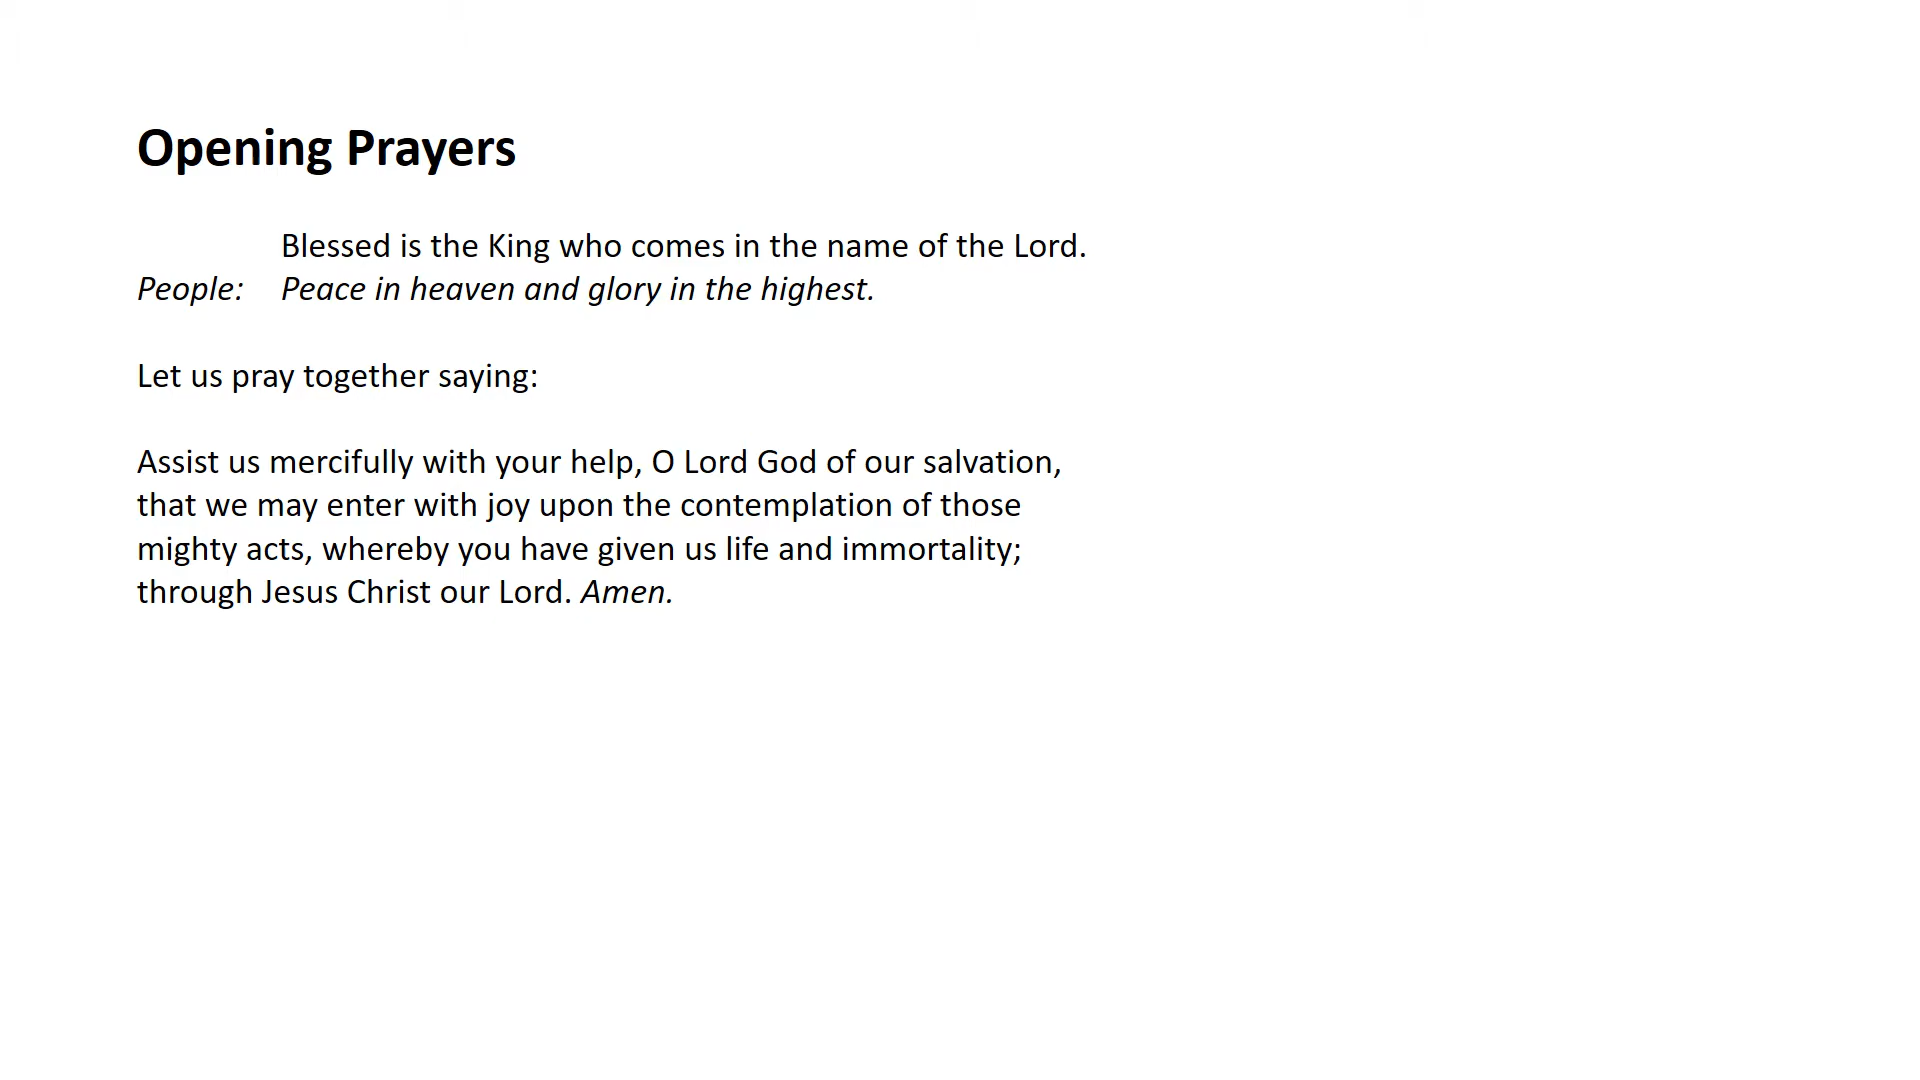 Opening Prayers
Blessed is the King who comes in the name of the Lord.
People: Peace in heaven and glory in the highest.
Let us pray together saying:
Assist us mercifully with your help, O Lord God of our salvation,
that we may enter with joy upon the contemplation of those
mighty acts, whereby you have given us life and immortality;
through Jesus Christ our Lord. Amen.